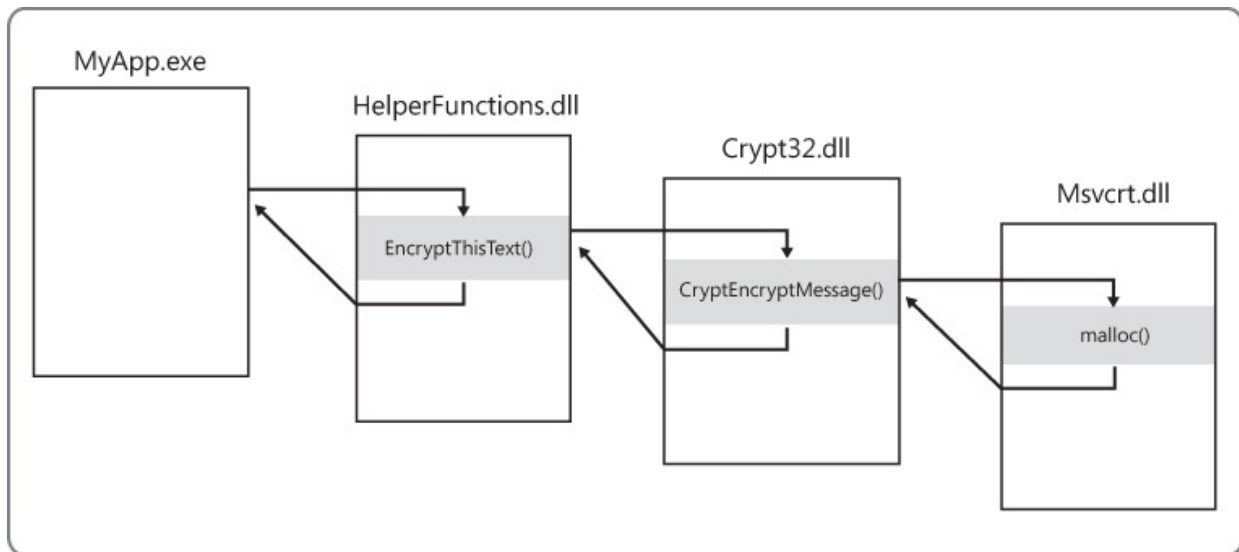 MyApp.exe
HelperFunctions.dll
Crypt32.dll
Msvcrt.dll
EncryptThisText()
CryptEncryptMessage()
malloc()